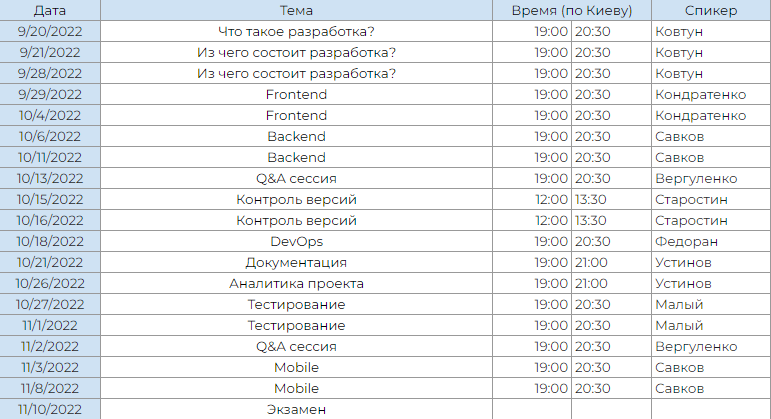 Дата Тема Время (по Киеву) Спикер
9/20/2022 Что такое разработка? 19:00 20:30 Ковтун
9/21/2022 Из чего состоит разработка? 19:00 20:30 Ковтун
9/28/2022 Из чего состоит разработка? 19:00 20:30 Ковтун
9/29/2022 Frontend 19:00 20:30 Кондратенко
10/4/2022 Frontend 19:00 20:30 Кондратенко
10/6/2022 Backend 19:00 20:30 Савков
10/11/2022 Backend 19:00 20:30 Савков
10/13/2022 Q&A сессия 19:00 20:30 Вергуленко
10/15/2022 Контроль версий 12:00 13:30 Старостин
10/16/2022 Контроль версий 12:00 13:30 Старостин
10/18/2022 DevOps 19:00 20:30 Федоран
10/21/2022 Документация 19:00 21:00 Устинов
10/26/2022 Аналитика проекта 19:00 21:00 Устинов
10/27/2022 Тестирование 19:00 20:30 Малый
11/1/2022 Тестирование 19:00 20:30 Малый
11/2/2022 Q&A сессия 19:00 20:30 Вергуленко
11/3/2022 Mobile 19:00 20:30 Савков
11/8/2022 Mobile 19:00 20:30 Савков
11/10/2022 Экзамен